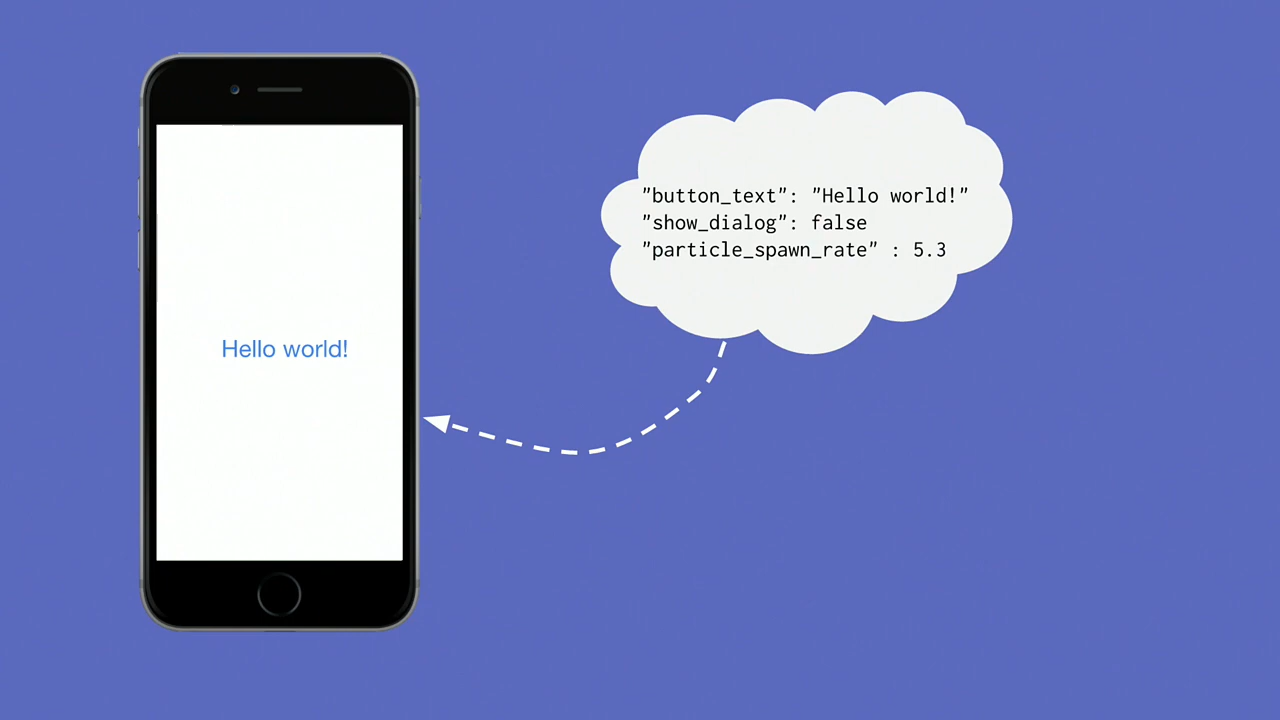 "button_text": "Hello world!"
"show_dialog": false
"particle_spawn_rate" : 5.3
Hello world!